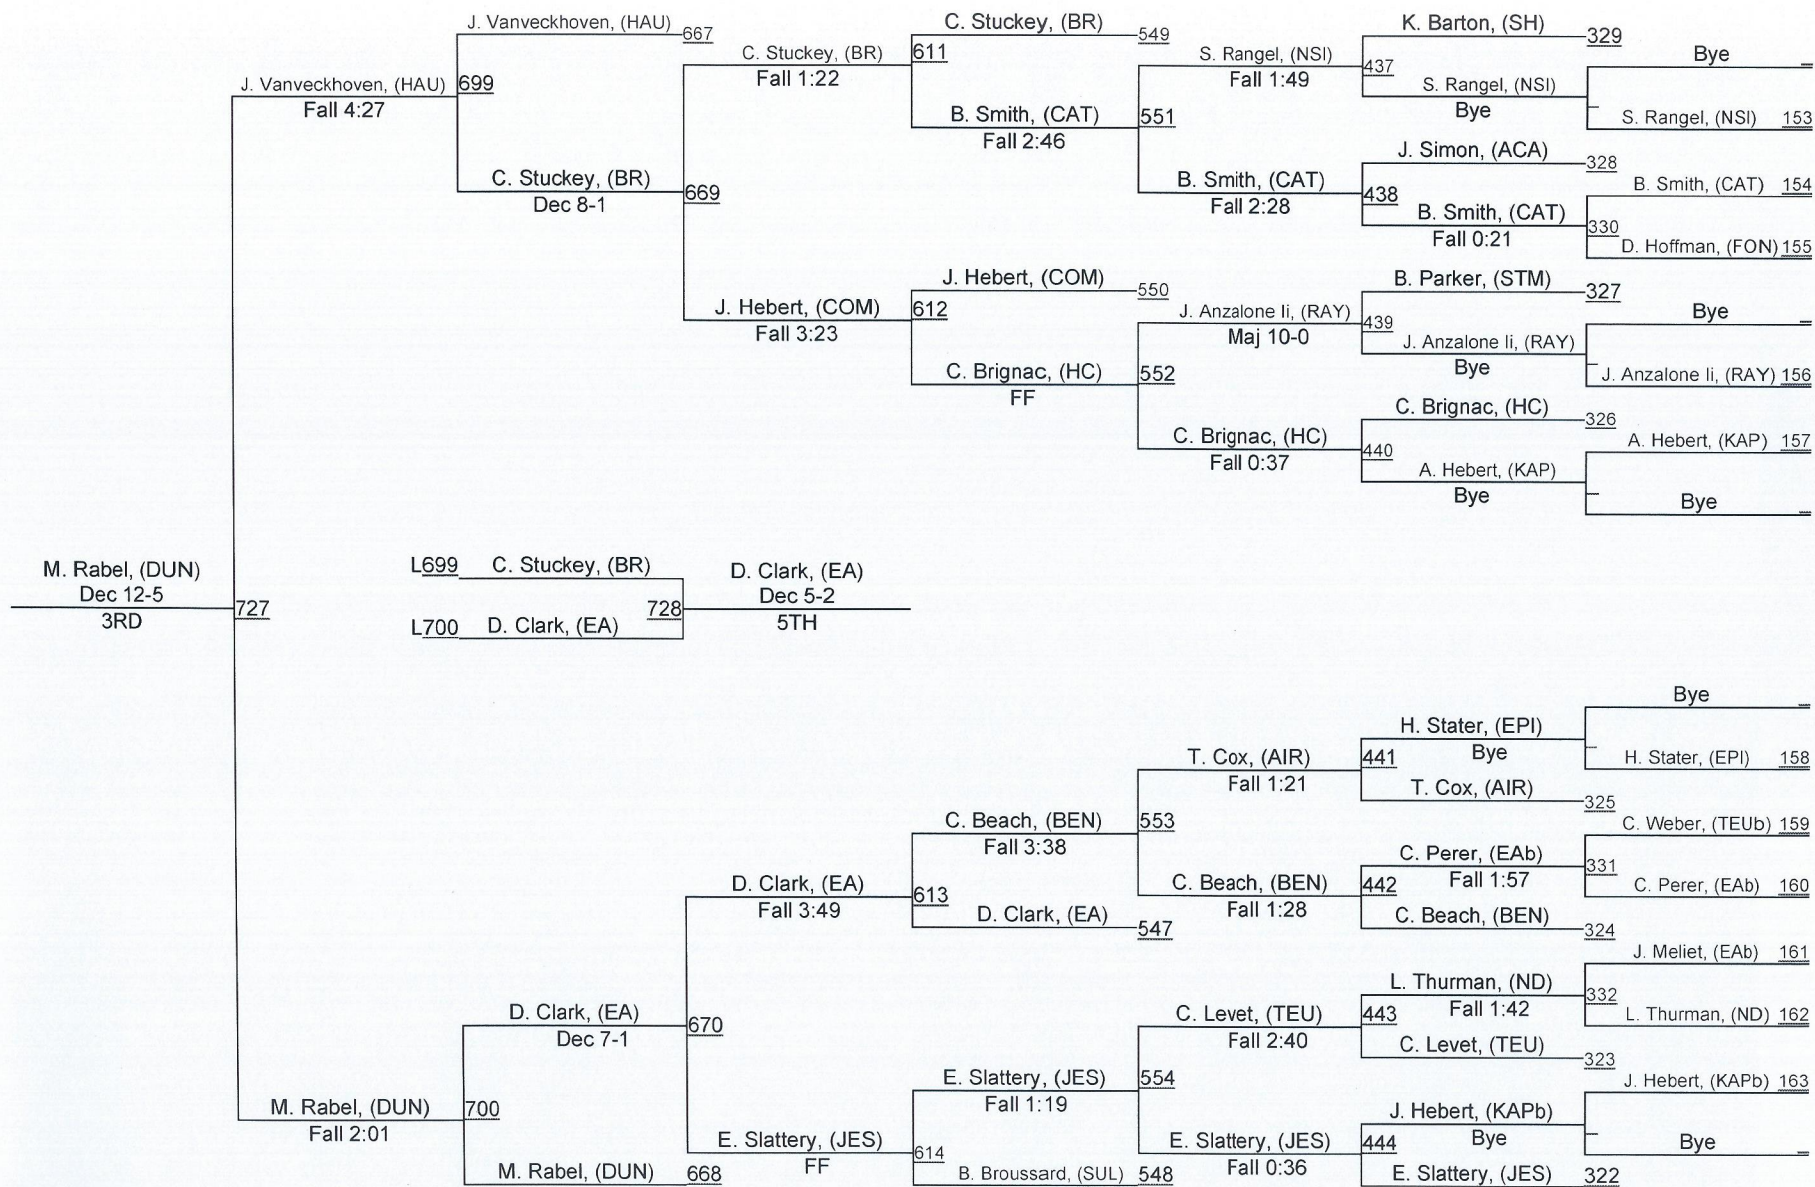 J. Vanveckhoven, (HAU) 667
C. Stuckey, (BR) 549
K. Barton, (SH) 329
Bye
C. Stuckey, (BR) 611
Fall 1:22
S. Rangel, (NSI) 437
Fall 1:49
J. Vanveckhoven, (HAU) 699
Fall 4:27
S. Rangel, (NSI)
Bye
B. Smith, (CAT) 551
Fall 2:46
S. Rangel, (NSI) 153
J. Simon, (ACA) 328
C. Stuckey, (BR) 669
Dec 8-1
B. Smith, (CAT) 438
Fall 2:28
B. Smith, (CAT) 154
B. Smith, (CAT) 330
Fall 0:21
D. Hoffman, (FON) 155
J. Hebert, (COM) 550
B. Parker, (STM) 327
J. Hebert, (COM) 612
Fall 3:23
J. Anzalone Ii, (RAY) 439
Maj 10-0
Bye
J. Anzalone Ii, (RAY)
Bye
C. Brignac, (HC) 552
FF
J. Anzalone Ii, (RAY) 156
C. Brignac, (HC) 326
C. Brignac, (HC) 440
Fall 0:37
A. Hebert, (KAP) 157
A. Hebert, (KAP)
Bye
Bye
M. Rabel, (DUN)
Dec 12-5
3RD
727
L699 C. Stuckey, (BR)
728
L700 D. Clark, (EA)
D. Clark, (EA)
Dec 5-2
5TH
Bye
H. Stater, (EPI)
Bye
T. Cox, (AIR) 441
Fall 1:21
H. Stater, (EPI) 158
T. Cox, (AIR) 325
C. Beach, (BEN) 553
Fall 3:38
C. Weber, (TEUb) 159
C. Perer, (EAb) 331
Fall 1:57
D. Clark, (EA) 613
Fall 3:49
C. Beach, (BEN) 442
Fall 1:28
C. Perer, (EAb) 160
D. Clark, (EA) 547
C. Beach, (BEN) 324
J. Meliet, (EAb) 161
L. Thurman, (ND) 332
Fall 1:42
D. Clark, (EA) 670
Dec 7-1
C. Levet, (TEU) 443
Fall 2:40
L. Thurman, (ND) 162
C. Levet, (TEU) 323
E. Slattery, (JES) 554
Fall 1:19
J. Hebert, (KAPb) 163
M. Rabel, (DUN) 700
Fall 2:01
J. Hebert, (KAPb)
Bye
E. Slattery, (JES) 614
FF
E. Slattery, (JES) 444
Fall 0:36
Bye
M. Rabel, (DUN) 668
B. Broussard, (SUL) 548
E. Slattery, (JES) 322